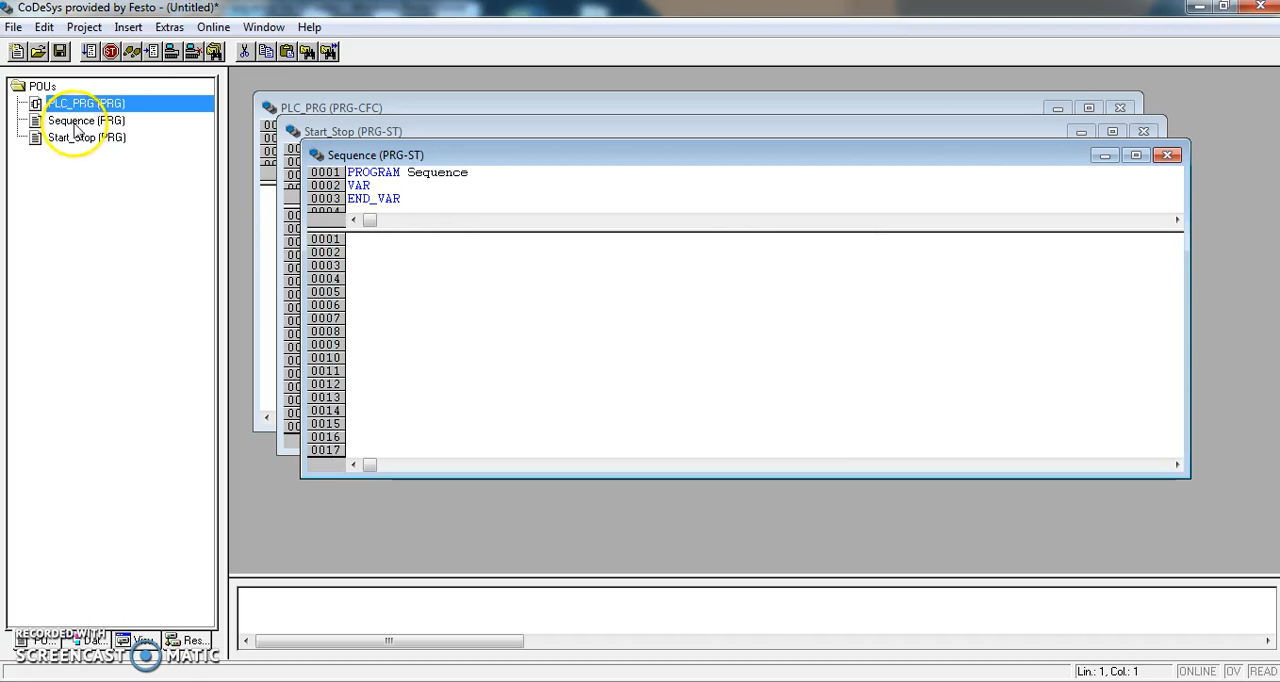 CoDeSys provided by Festo - (Untitled)*
File Edit Project Insert Extras Online Window Help
POUs
PLC_PRG (PRG)
Sequence (PRG)
Start_Stop (PRG)
PLC_PRG (PRG-CFC)
Start_Stop (PRG-ST)
Sequence (PRG-ST)
0001 PROGRAM Sequence
0002 VAR
0003 END_VAR
0004
0001
0002
0003
0004
0005
0006
0007
0008
0009
0010
0011
0012
0013
0014
0015
0016
0017
Res...
RECORDED WITH
SCREENCAST MATIC
Lin.: 1, Col.: 1 ONLINE OV READ